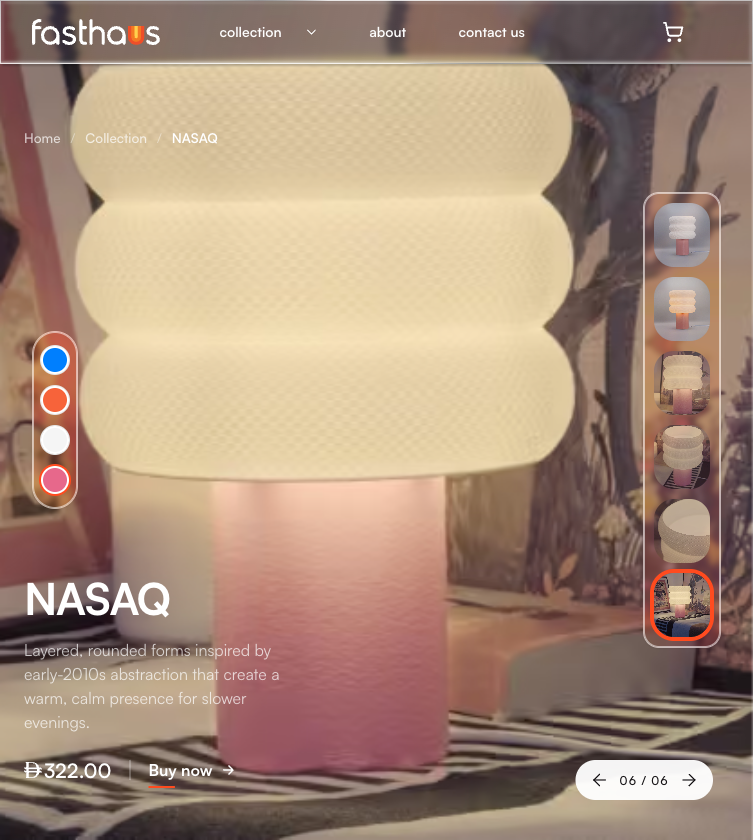 fasthaus
collection
about
contact us
Home / Collection / NASAQ
NASAQ
Layered, rounded forms inspired by
early-2010s abstraction that create a
warm, calm presence for slower
evenings.
322.00
Buy now →
← 06 / 06 →